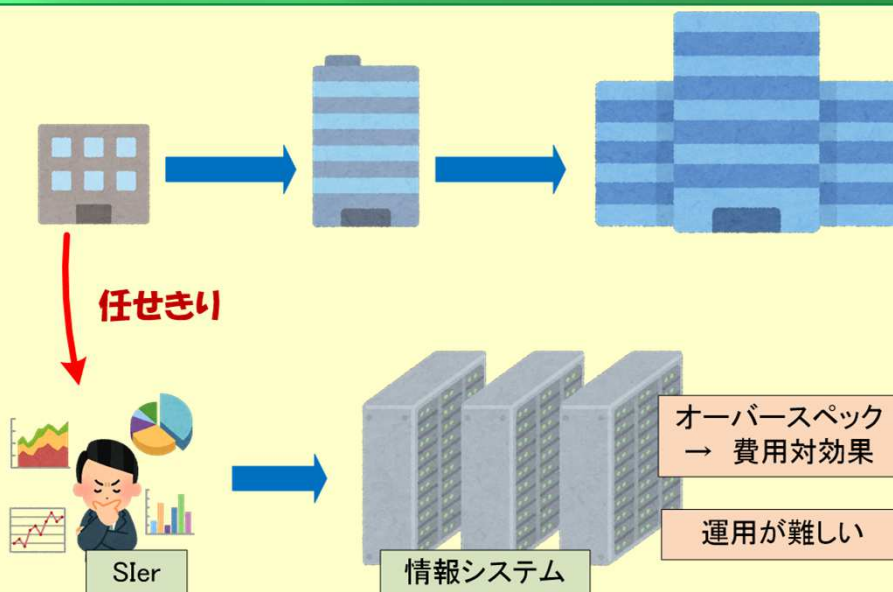 任せきり
オーバースペック
→ 費用対効果
運用が難しい
SIer
情報システム